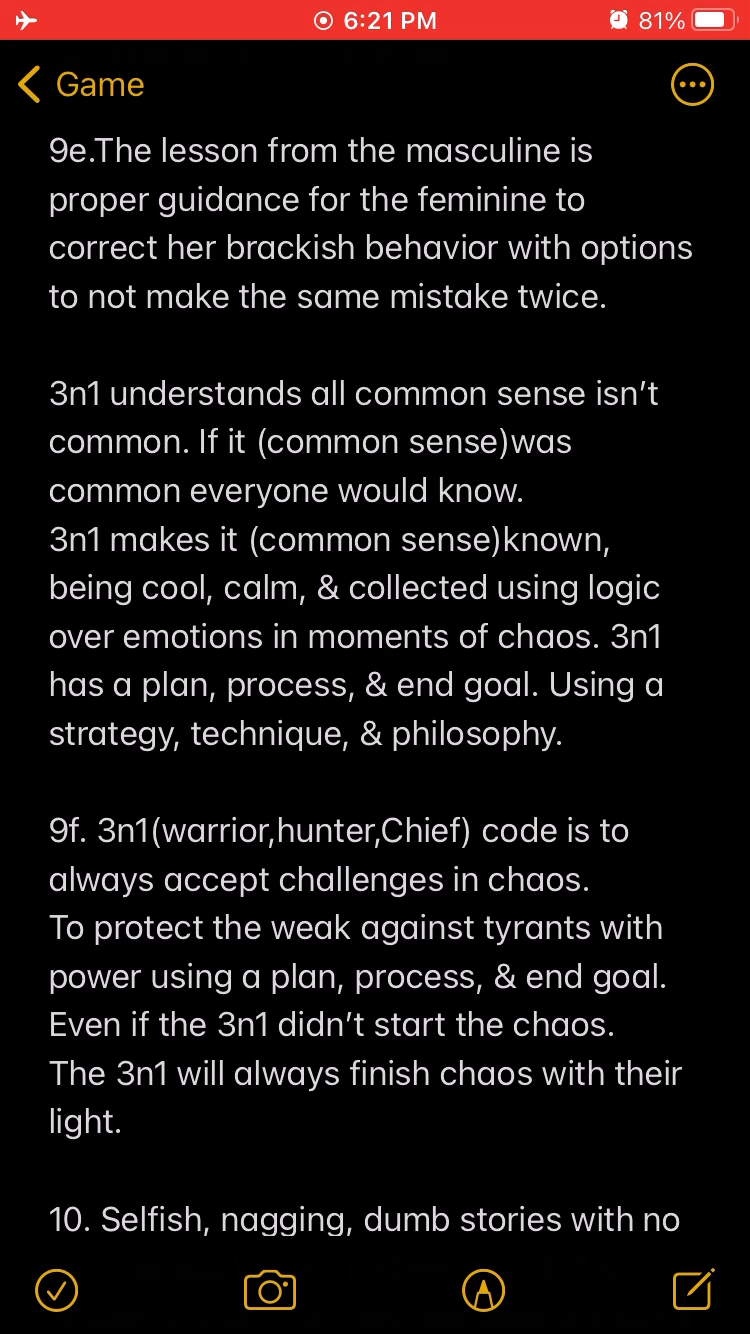 6:21 PM
81%
Game
9e.The lesson from the masculine is
proper guidance for the feminine to
correct her brackish behavior with options
to not make the same mistake twice.
3n1 understands all common sense isn’t
common. If it (common sense)was
common everyone would know.
3n1 makes it (common sense)known,
being cool, calm, & collected using logic
over emotions in moments of chaos. 3n1
has a plan, process, & end goal. Using a
strategy, technique, & philosophy.
9f. 3n1(warrior,hunter,Chief) code is to
always accept challenges in chaos.
To protect the weak against tyrants with
power using a plan, process, & end goal.
Even if the 3n1 didn’t start the chaos.
The 3n1 will always finish chaos with their
light.
10. Selfish, nagging, dumb stories with no